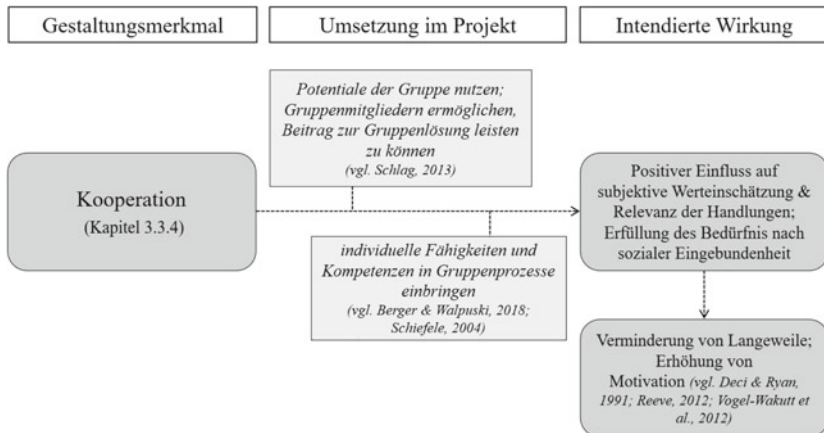 Gestaltungsmerkmal
Umsetzung im Projekt
Intendierte Wirkung
Potentiale der Gruppe nutzen;
Gruppenmitgliedern ermöglichen,
Beitrag zur Gruppenlösung leisten
zu können
(vgl. Schlag, 2013)
Kooperation
(Kapitel 3.3.4)
individuelle Fähigkeiten und
Kompetenzen in Gruppenprozesse
einbringen
(vgl. Berger & Walpuski, 2018;
Schiefele, 2004)
Positiver Einfluss auf
subjektive Werteinschätzung &
Relevanz der Handlungen;
Erfüllung des Bedürfnis nach
sozialer Eingebundenheit
Verminderung von Langeweile;
Erhöhung von
Motivation (vgl. Deci & Ryan,
1991; Reeve, 2012; Vogel-Wakutt
et al., 2012)